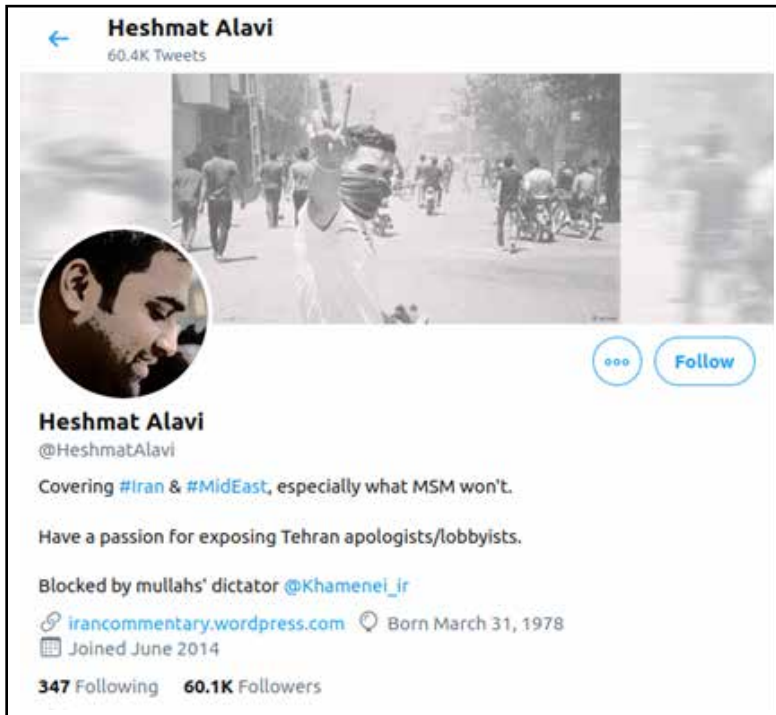 Heshmat Alavi
60.4K Tweets
Follow
Heshmat Alavi
@HeshmatAlavi
Covering #Iran & #MidEast, especially what MSM won't.
Have a passion for exposing Tehran apologists/lobbyists.
Blocked by mullahs' dictator @Khamenei_ir
irancommentary.wordpress.com Born March 31, 1978
Joined June 2014
347 Following 60.1K Followers